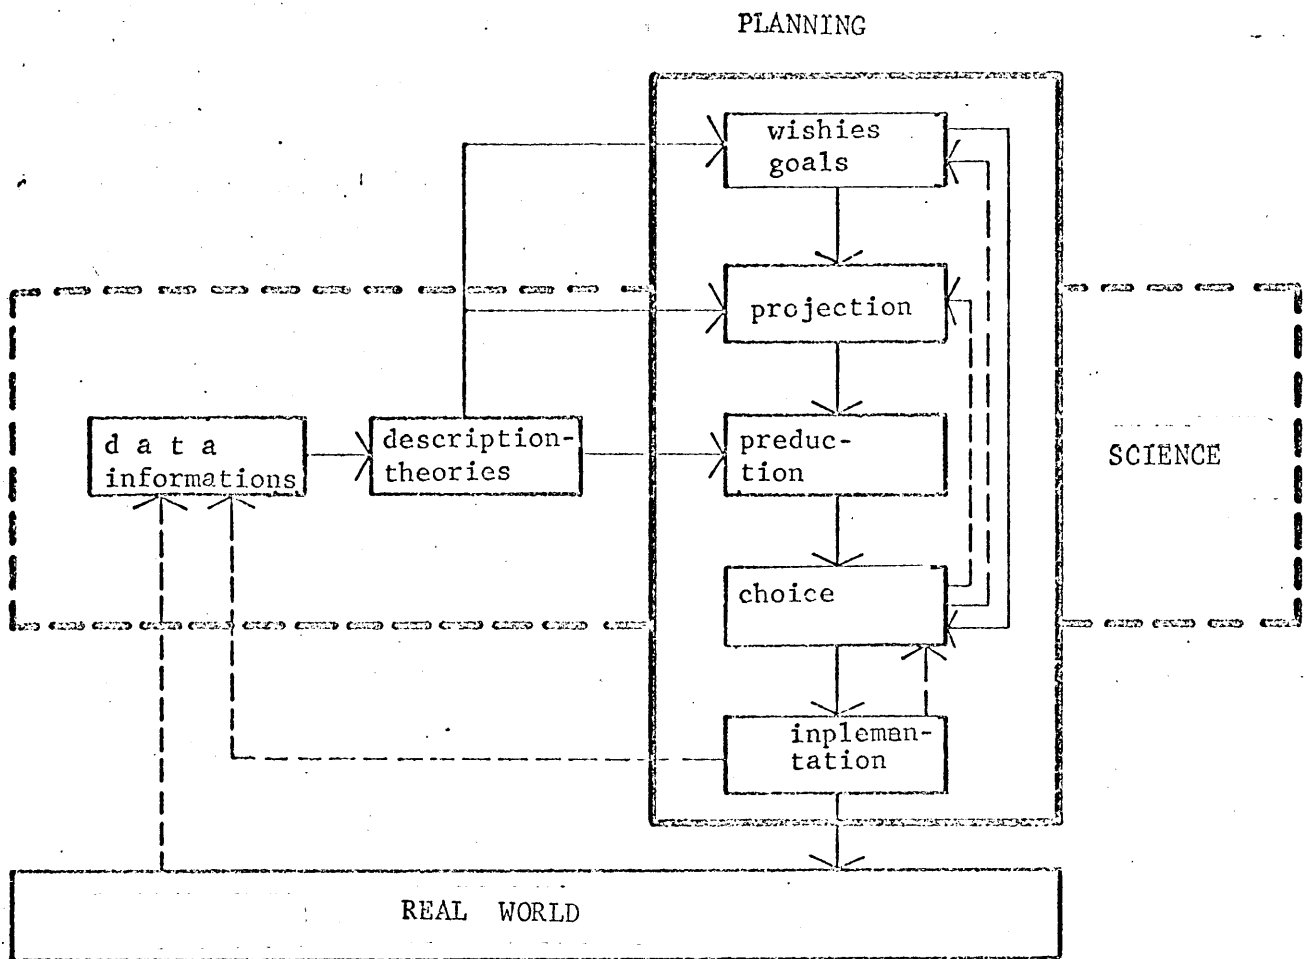 PLANNING
wishies
goals
projection
d a t a
informations
description-
theories
preduc-
tion
SCIENCE
choice
inpleman-
tation
REAL WORLD